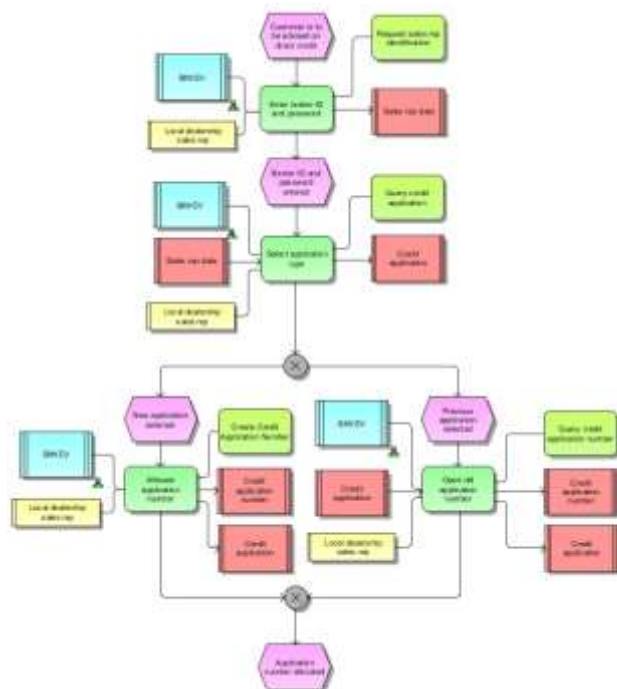 Customer is to
be advised on
direct credit
Request sales rep
identification
Enter broker ID
and password
Sales rep data
Local dealership
sales rep
Broker ID and
password
entered
Query credit
application
Select application
type
Sales rep data
Credit
application
Local dealership
sales rep
New application
selected
Previous
application
selected
Create Credit
Application Number
Query credit
application number
Allocate
application
number
Credit
application number
Credit
application
Open old
application
number
Credit
application number
Local dealership
sales rep
Local dealership
sales rep
Credit
application
Credit
application
Application
number allocated